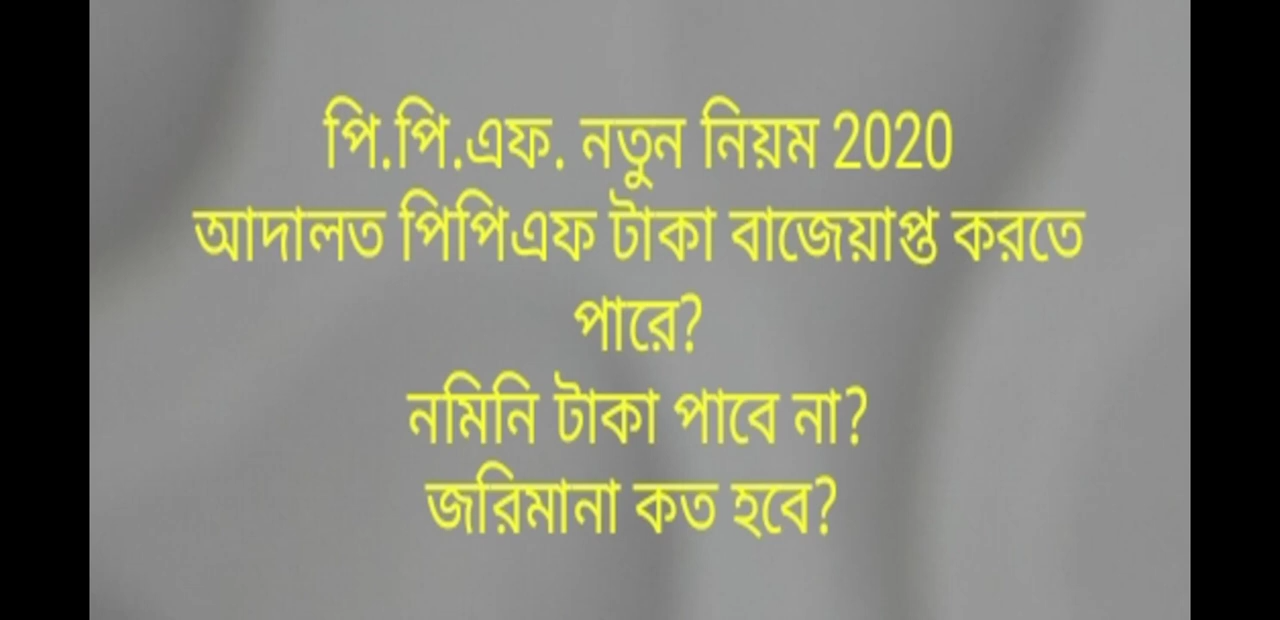 পি.পি.এফ. নতুন নিয়ম 2020
আদালত পিপিএফ টাকা বাজেয়াপ্ত করতে
পারে?
নমিনি টাকা পাবে না?
জরিমানা কত হবে?